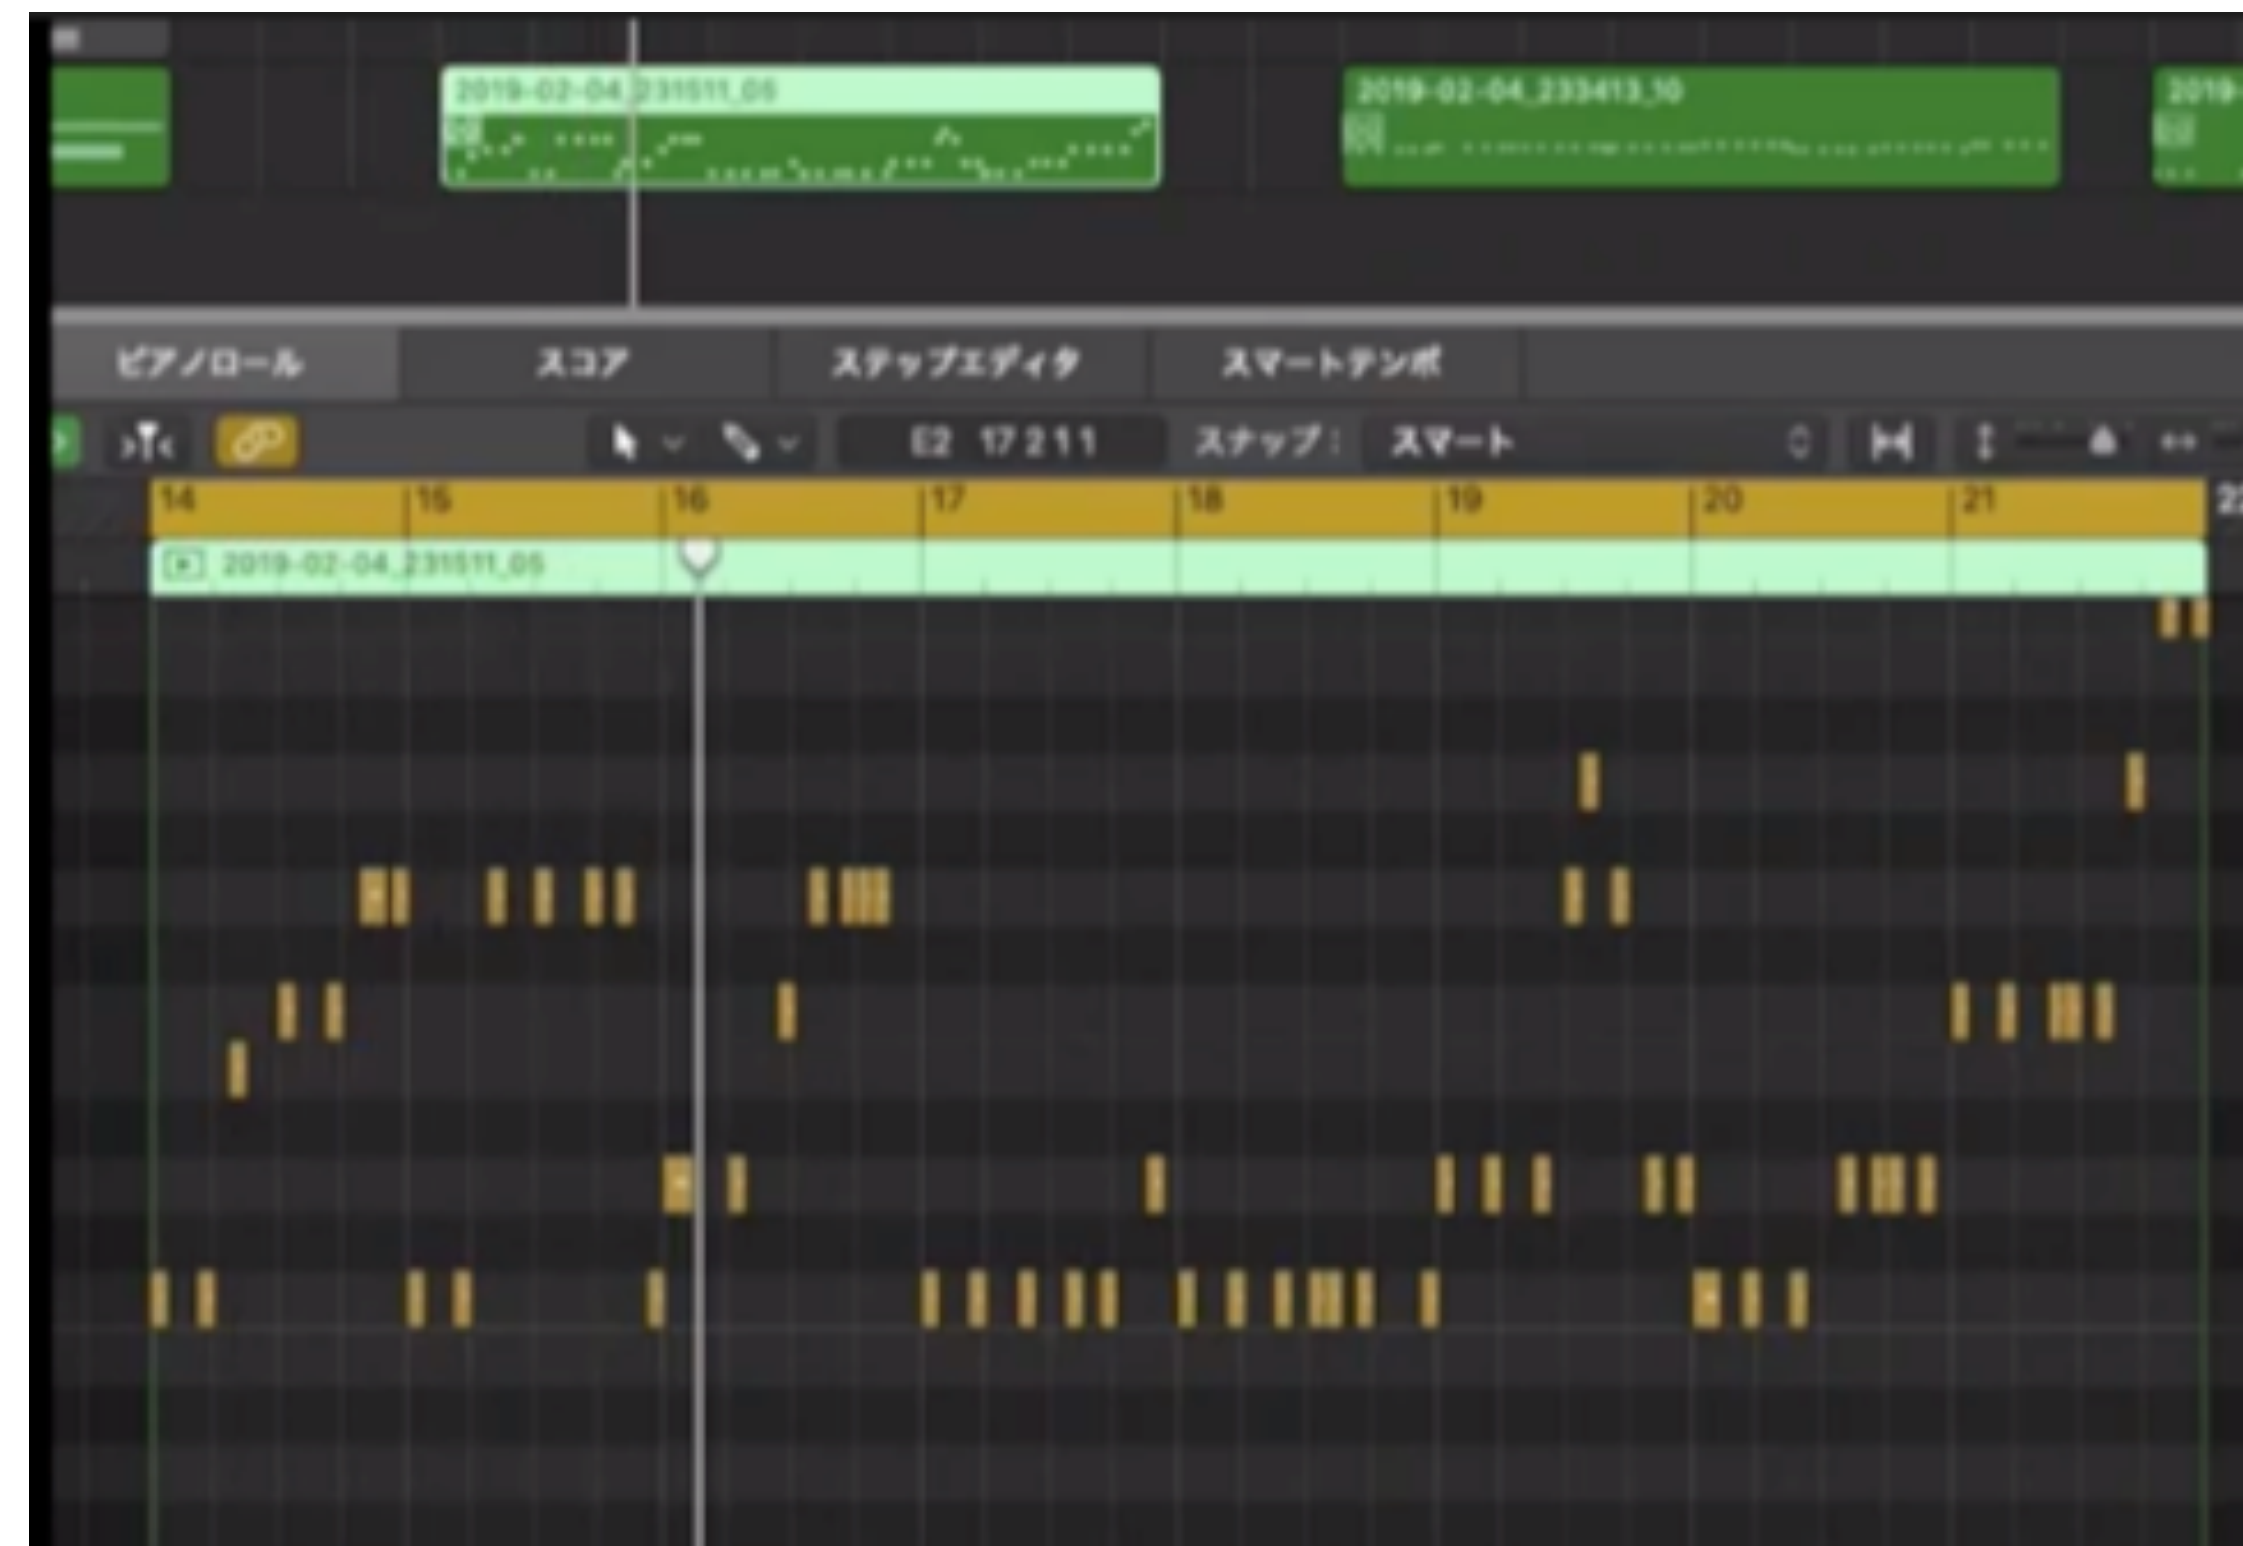 2019-02-04_231511_05
2019-02-04_233413_10
2019-
ピアノロール
スコア
ステップエディタ
スマートテンポ
E2 17 2 1 1
スナップ：
スマート
14 15 16 17 18 19 20 21 22
2019-02-04_231511_05